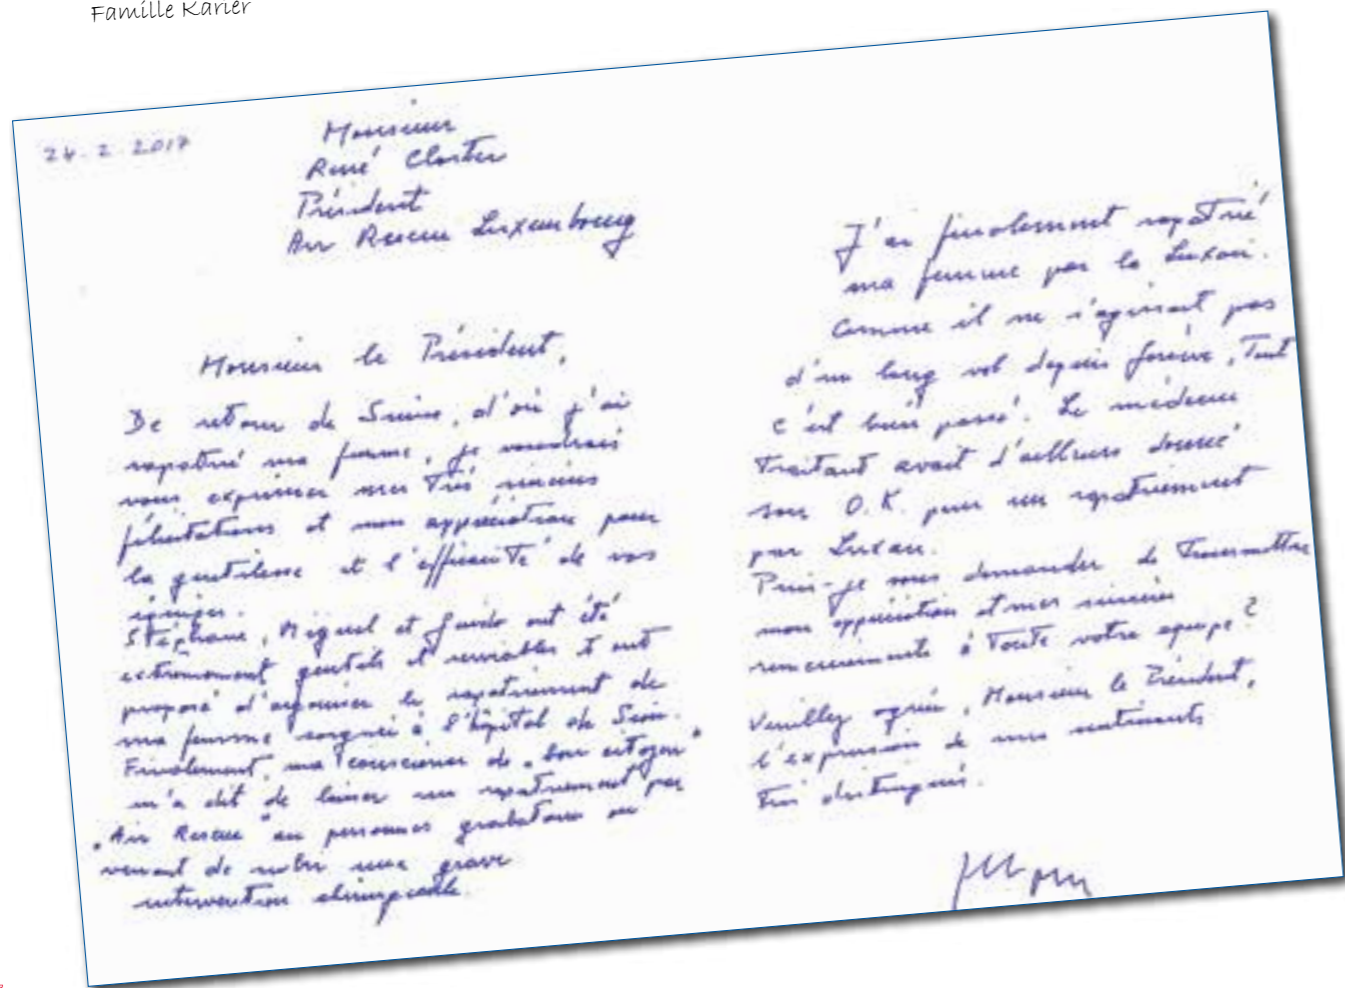 Famille Karier
24.2.2017
Monsieur
René Closter
Président
Air Rescue Luxembourg
Monsieur le Président,
De retour de Suisse, d'où j'ai
rapatrié ma femme, je voudrais
vous exprimer mes très sincères
félicitations et mon appréciation pour
la gentillesse et l'efficacité de vos
équipes.
Stéphane, Miguel et Guido ont été
extrêmement gentils et serviables et ont
proposé d'organiser le rapatriement de
ma femme soignée à l'hôpital de Sion.
Finalement, ma conscience de "bon citoyen"
m'a dit de laisser un rapatriement par
"Air Rescue" aux personnes grabataires ou
venant de subir une grave
intervention chirurgicale.
J'ai finalement rapatrié
ma femme par la Luxair.
Comme il ne s'agissait pas
d'un long vol depuis Genève, Tout
c'est bien passé. Le médecin
Traitant avait d'ailleurs donné
son O.K. pour un rapatriement
par Luxair.
Puis-je vous demander de Transmettre
mon appréciation et mes sincères
remerciements à Toute votre equipe ?
Veuillez agréer, Monsieur le Président,
l'expression de mes sentiments
très distingués.